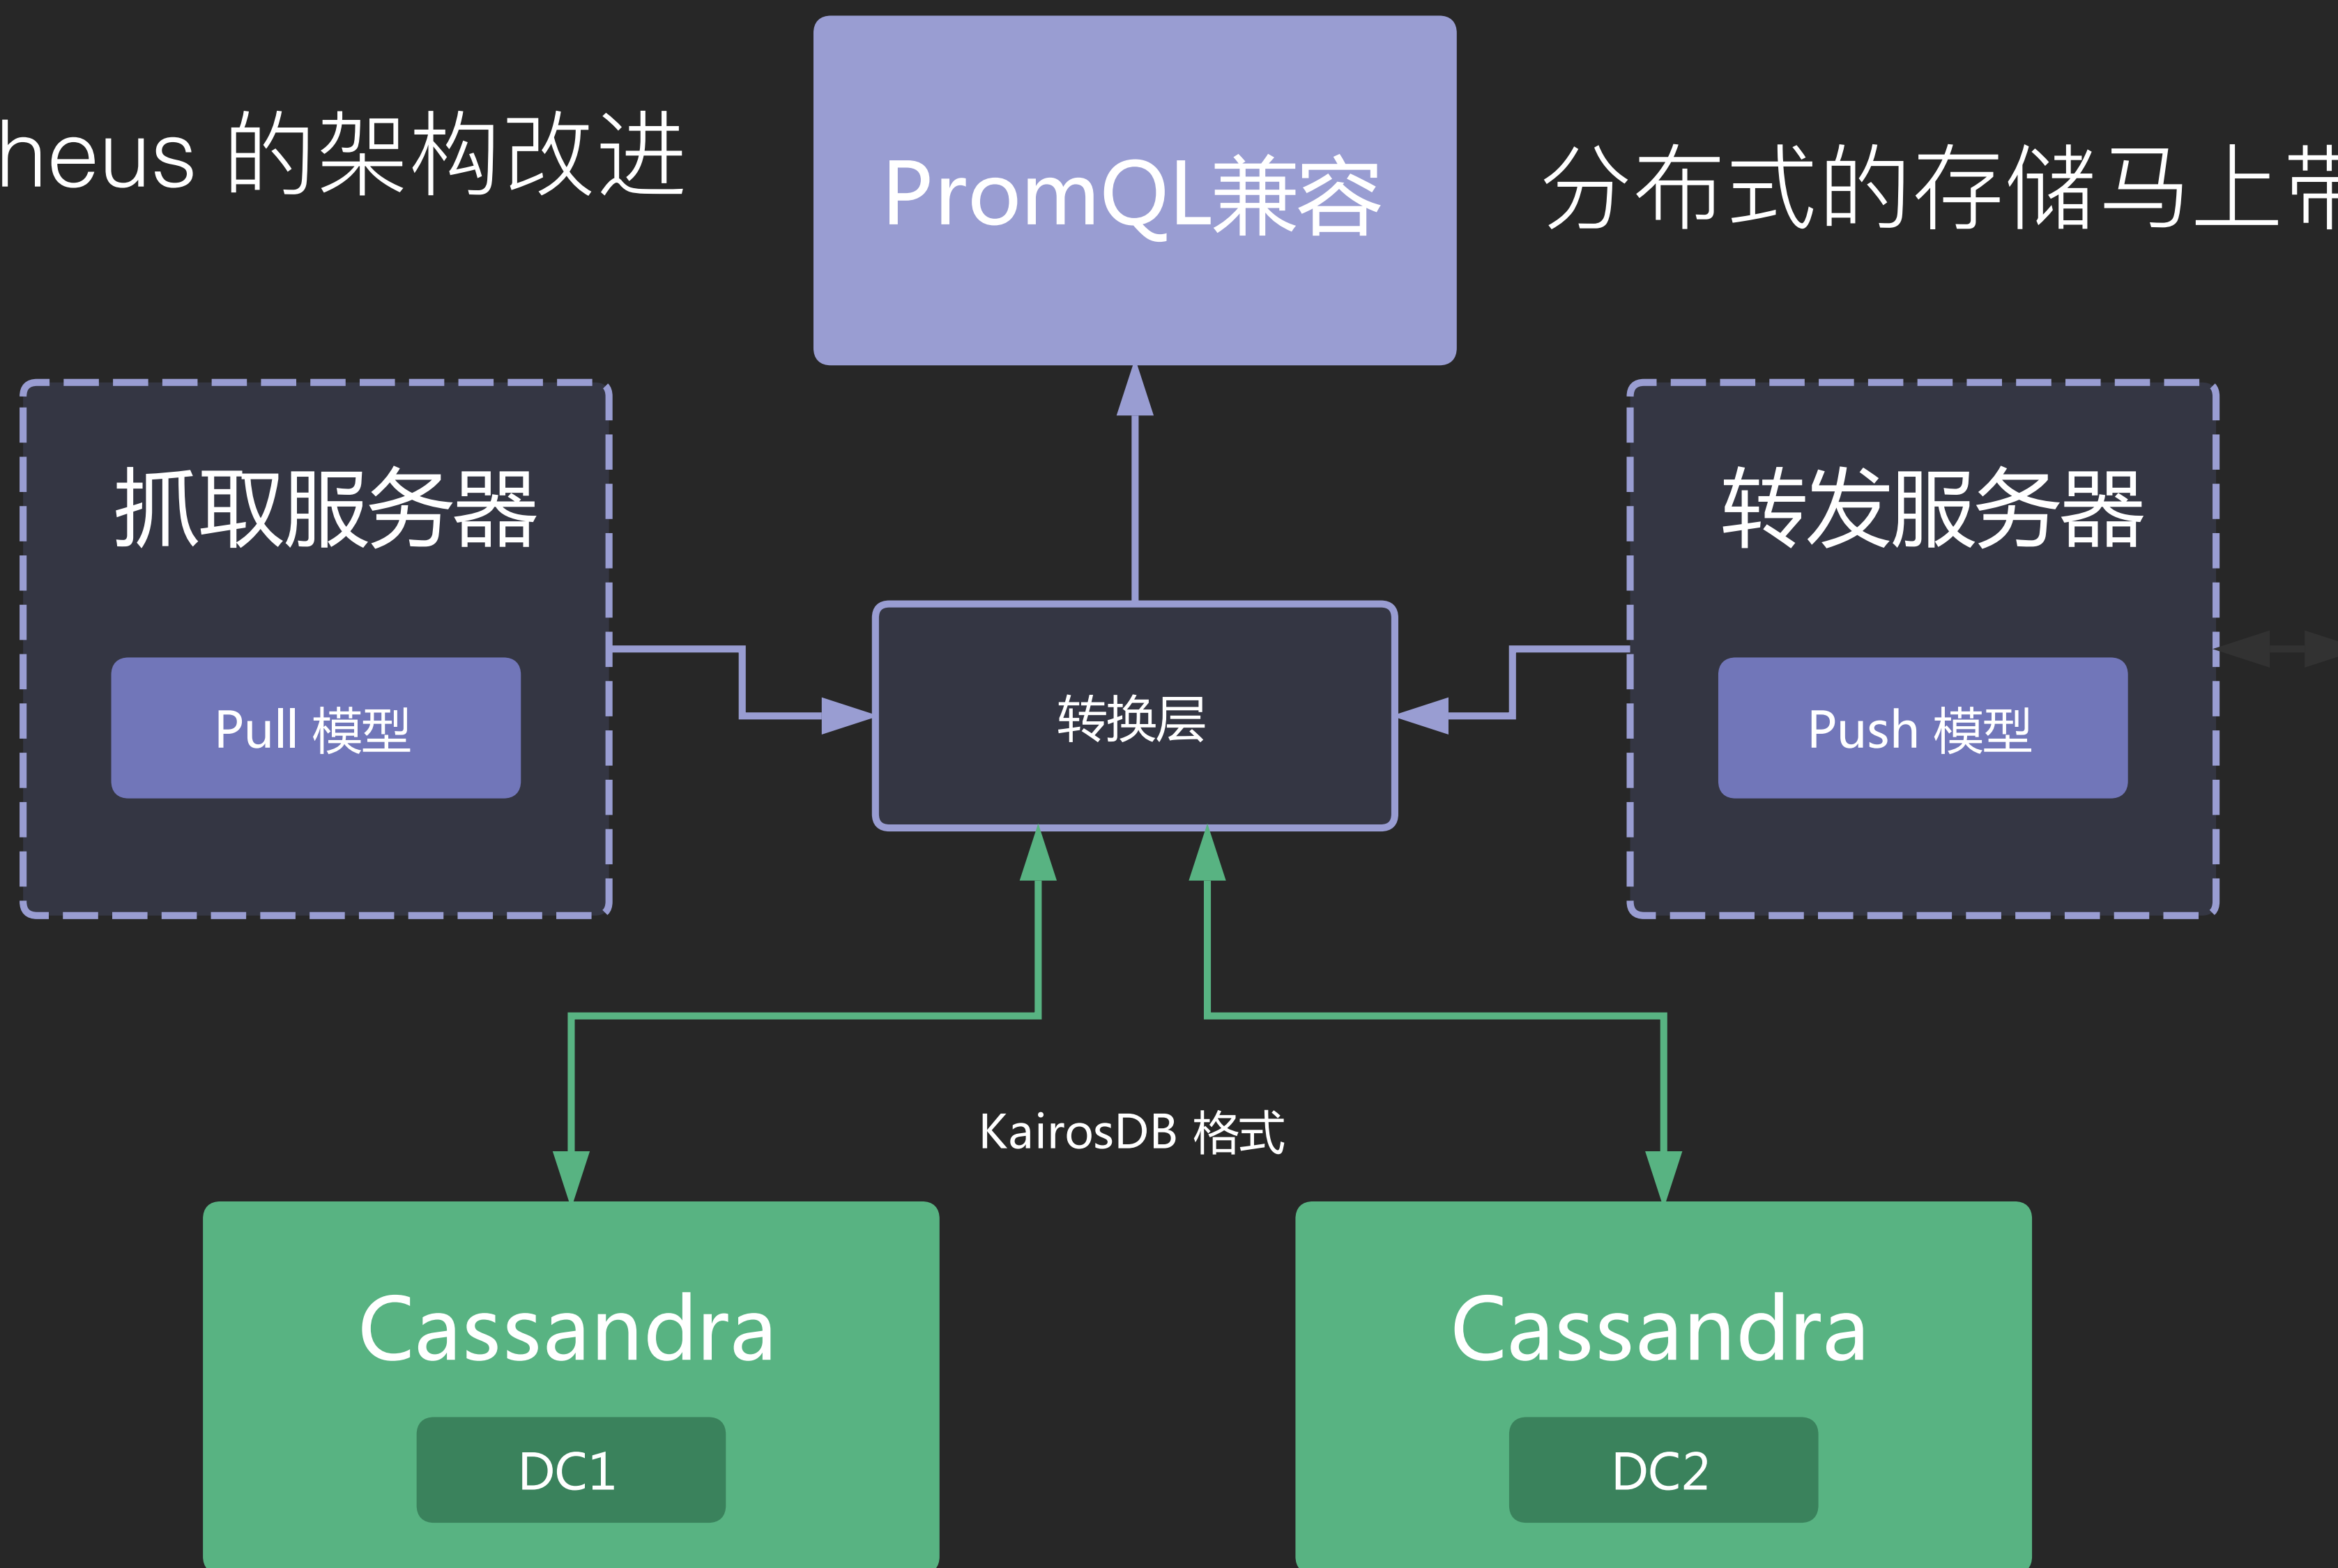 heus 的架构改进
PromQL兼容
分布式的存储马上带
抓取服务器
转发服务器
Pull 模型
转换层
Push 模型
KairosDB 格式
Cassandra
Cassandra
DC1
DC2